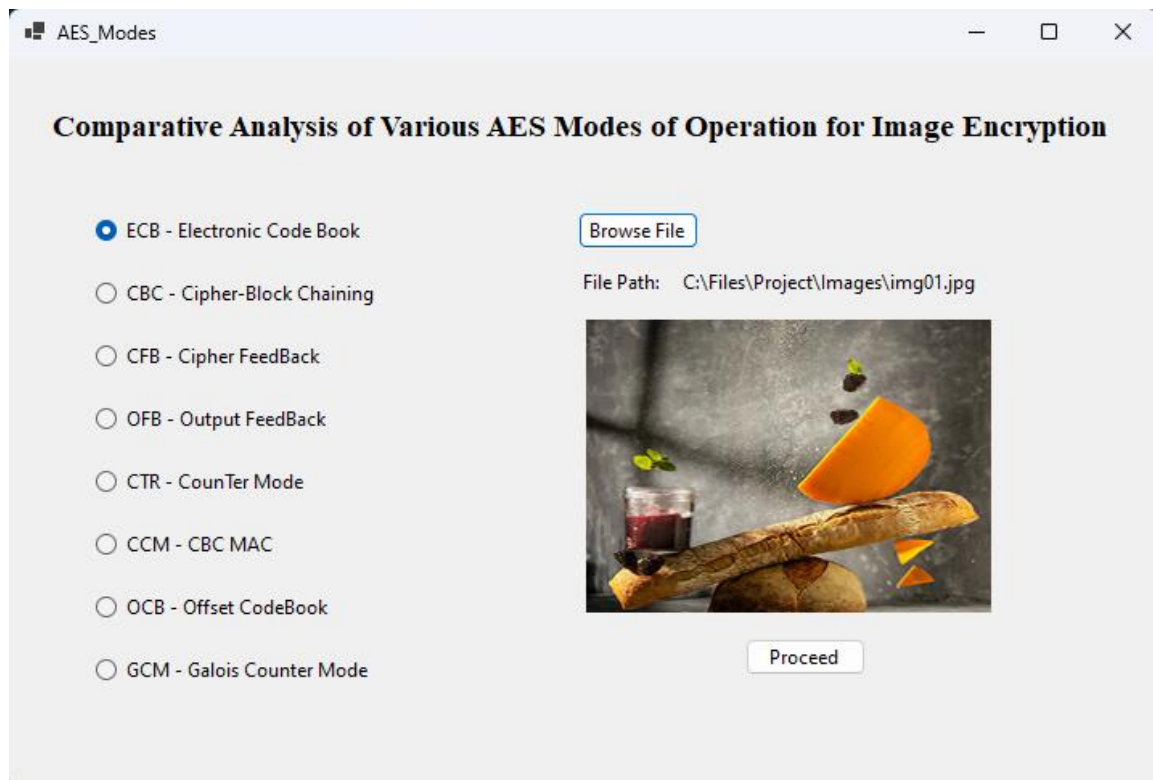 AES_Modes
Comparative Analysis of Various AES Modes of Operation for Image Encryption
ECB - Electronic Code Book
CBC - Cipher-Block Chaining
CFB - Cipher FeedBack
OFB - Output FeedBack
CTR - CounTer Mode
CCM - CBC MAC
OCB - Offset CodeBook
GCM - Galois Counter Mode
Browse File
File Path: C:\Files\Project\Images\img01.jpg
Proceed